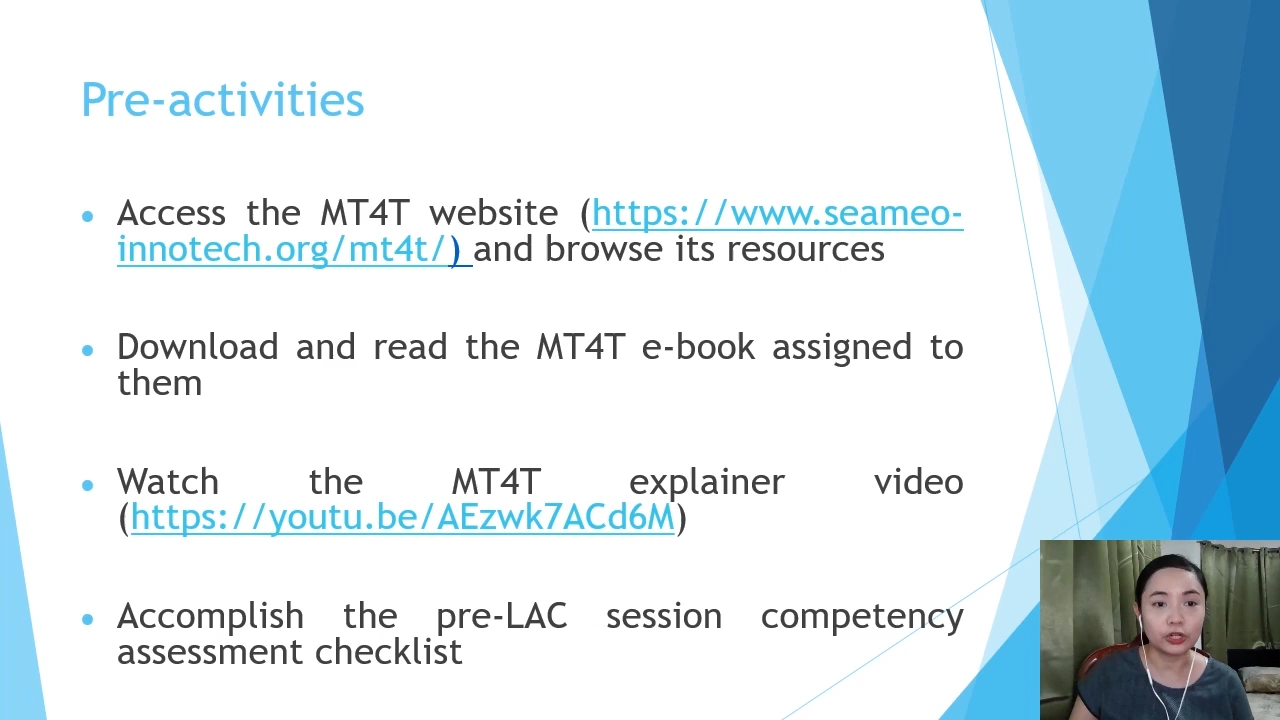 Pre-activities
Access the MT4T website (https://www.seameo-
innotech.org/mt4t/) and browse its resources
Download and read the MT4T e-book assigned to
them
Watch the MT4T explainer video
(https://youtu.be/AEzwk7ACd6M)
Accomplish the pre-LAC session competency
assessment checklist